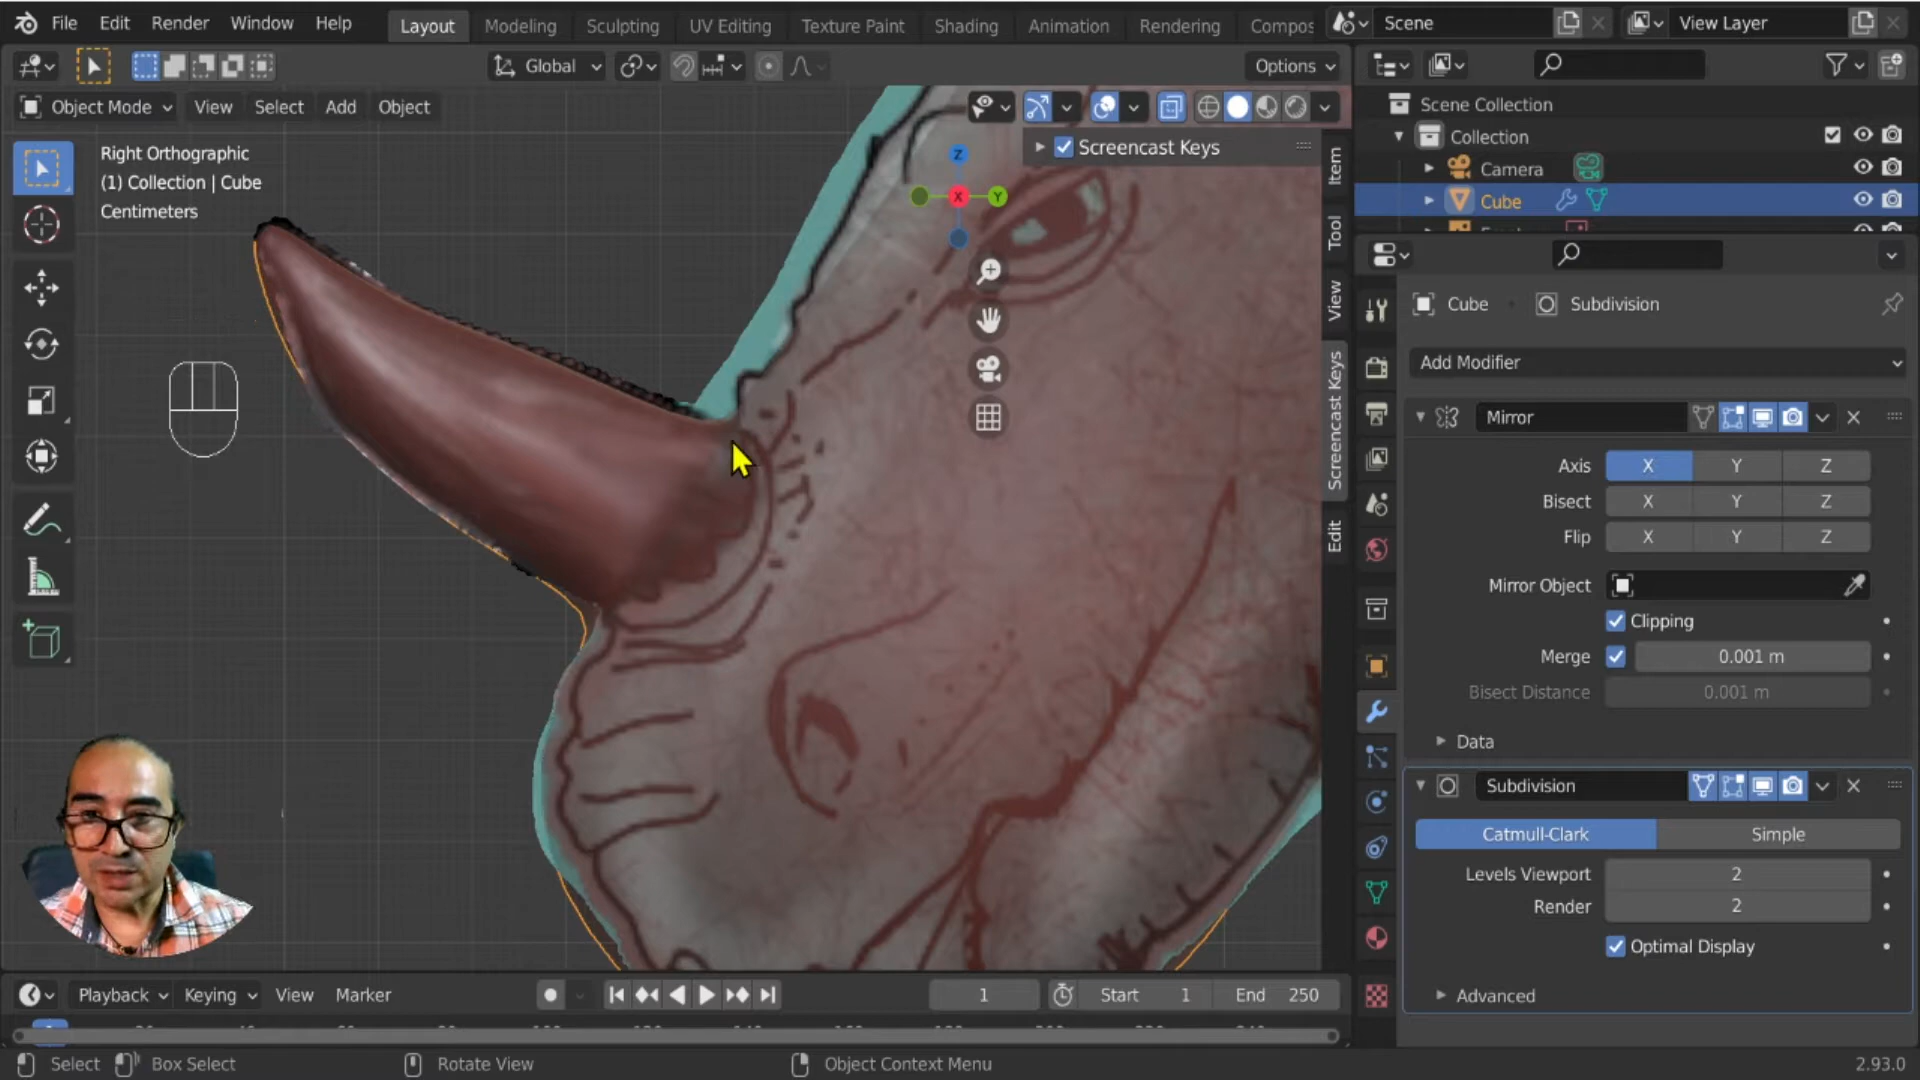 File Edit Render Window Help Layout Modeling Sculpting UV Editing Texture Paint Shading Animation Rendering Compos Scene View Layer
Global Options
Object Mode View Select Add Object
Right Orthographic
(1) Collection | Cube
Centimeters
Screencast Keys
Z
X
Y
Item
Tool
View
Screencast Keys
Edit
Scene Collection
Collection
Camera
Cube
Cube Subdivision
Add Modifier
Mirror
Axis X Y Z
Bisect X Y Z
Flip X Y Z
Mirror Object
Clipping
Merge 0.001 m
Bisect Distance 0.001 m
Data
Subdivision
Catmull-Clark Simple
Levels Viewport 2
Render 2
Optimal Display
Advanced
Playback Keying View Marker 1 Start 1 End 250
Select Box Select Rotate View Object Context Menu 2.93.0